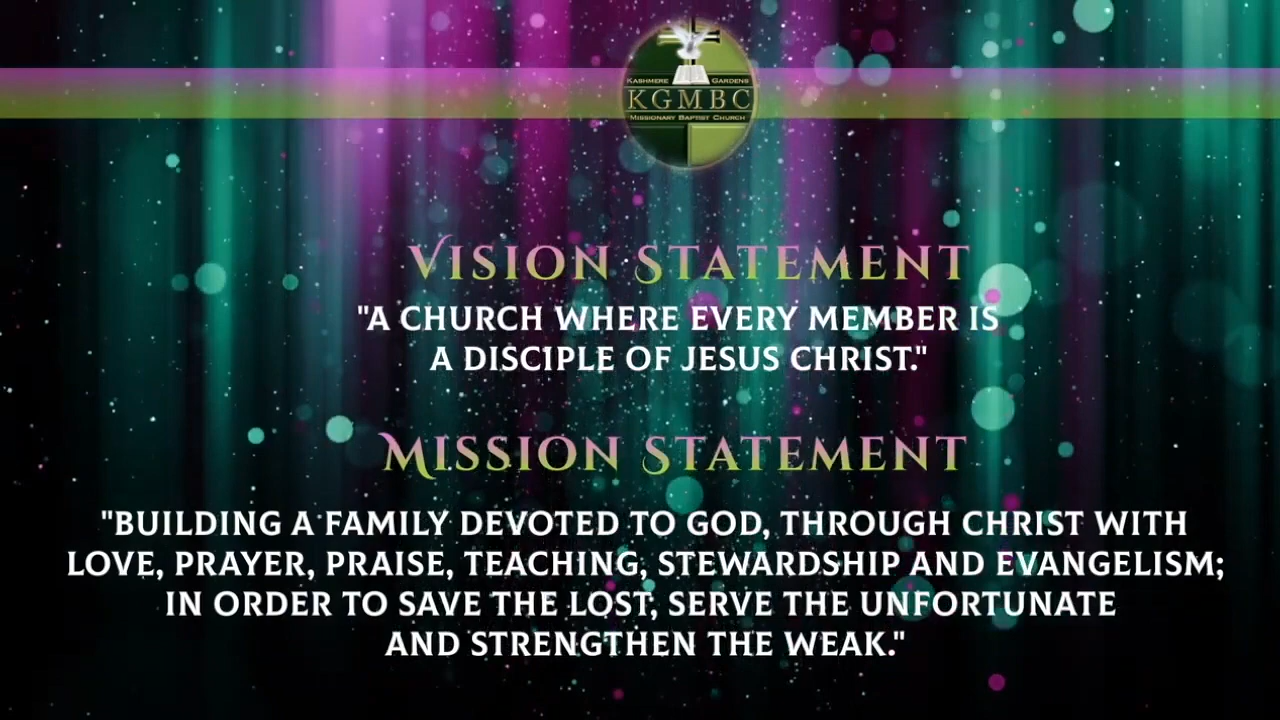 KASHMERE GARDENS
KGMBC
MISSIONARY BAPTIST CHURCH
VISION STATEMENT
"A CHURCH WHERE EVERY MEMBER IS
A DISCIPLE OF JESUS CHRIST."
MISSION STATEMENT
"BUILDING A FAMILY DEVOTED TO GOD, THROUGH CHRIST WITH
LOVE, PRAYER, PRAISE, TEACHING, STEWARDSHIP AND EVANGELISM;
IN ORDER TO SAVE THE LOST, SERVE THE UNFORTUNATE
AND STRENGTHEN THE WEAK."